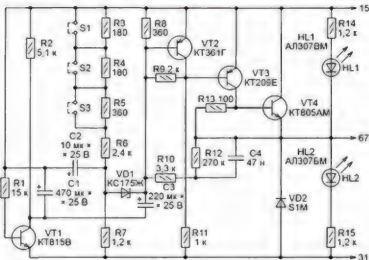 S1
R3
180
R8
360
R14
1,2 к
15
R2
5,1 к
VT2
КТ361Г
HL1
АЛ307ВМ
S2
R4
180
HL1
R9 2 к
VT3
КТ209Е
S3
R5
360
R13 100
VT4
КТ805АМ
C2
10 мк ×
× 25 В
R6
2,4 к
67
R10
3,3 к
R12
270 к
C4
47 н
HL2
АЛ307БМ
R1
15 к
C1
470 мк ×
× 25 В
VD1
КС175Ж
C3
220 мк ×
× 25 В
HL2
VD2
S1M
VT1
КТ815В
R7
1,2 к
R11
1 к
R15
1,2 к
31